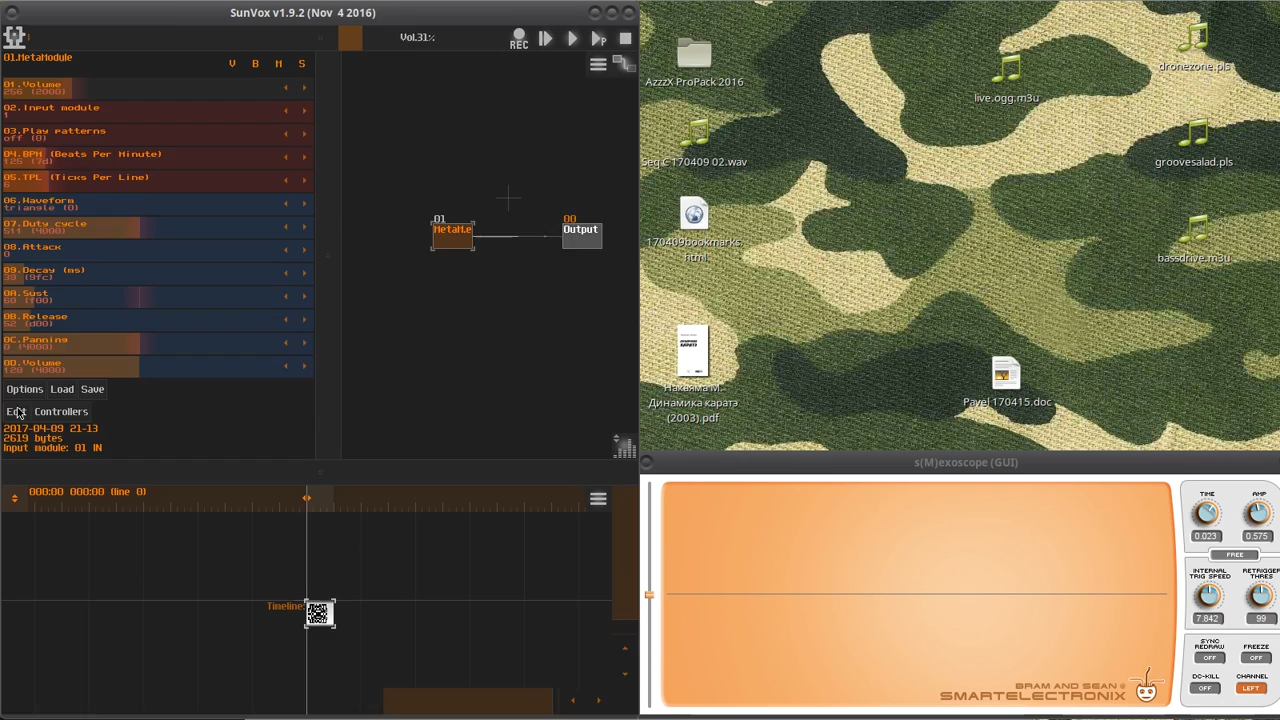 SunVox v1.9.2 (Nov 4 2016)
Vol.31%
REC
01.MetaModule
V B M S
01.Volume
256 (2000)
02.Input module
1
03.Play patterns
off (0)
04.BPM (Beats Per Minute)
125 (7d)
05.TPL (Ticks Per Line)
6
06.Waveform
triangle (0)
07.Duty cycle
511 (4000)
08.Attack
0
09.Decay (ms)
39 (9fc)
0A.Sust
60 (f00)
0B.Release
52 (d00)
0C.Panning
0 (4000)
0D.Volume
128 (4000)
Options Load Save
Edit Controllers
2017-04-09 21-13
2619 bytes
Input module: 01 IN
01
MetaM.e
00
Output
000:00 000:00 (line 0)
Timeline:
AzzzX ProPack 2016
live.ogg.m3u
dronezone.pls
Seq C 170409 02.wav
groovesalad.pls
170409bookmarks.
html
bassdrive.m3u
Накаяма М.
Динамика каратэ
(2003).pdf
Pavel 170415.doc
s(M)exoscope (GUI)
TIME AMP
0.023 0.575
FREE
INTERNAL
TRIG SPEED
RETRIGGER
THRES
7.842 99
SYNC
REDRAW
FREEZE
OFF OFF
DC-KILL CHANNEL
OFF LEFT
BRAM AND SEAN @
SMARTELECTRONIX